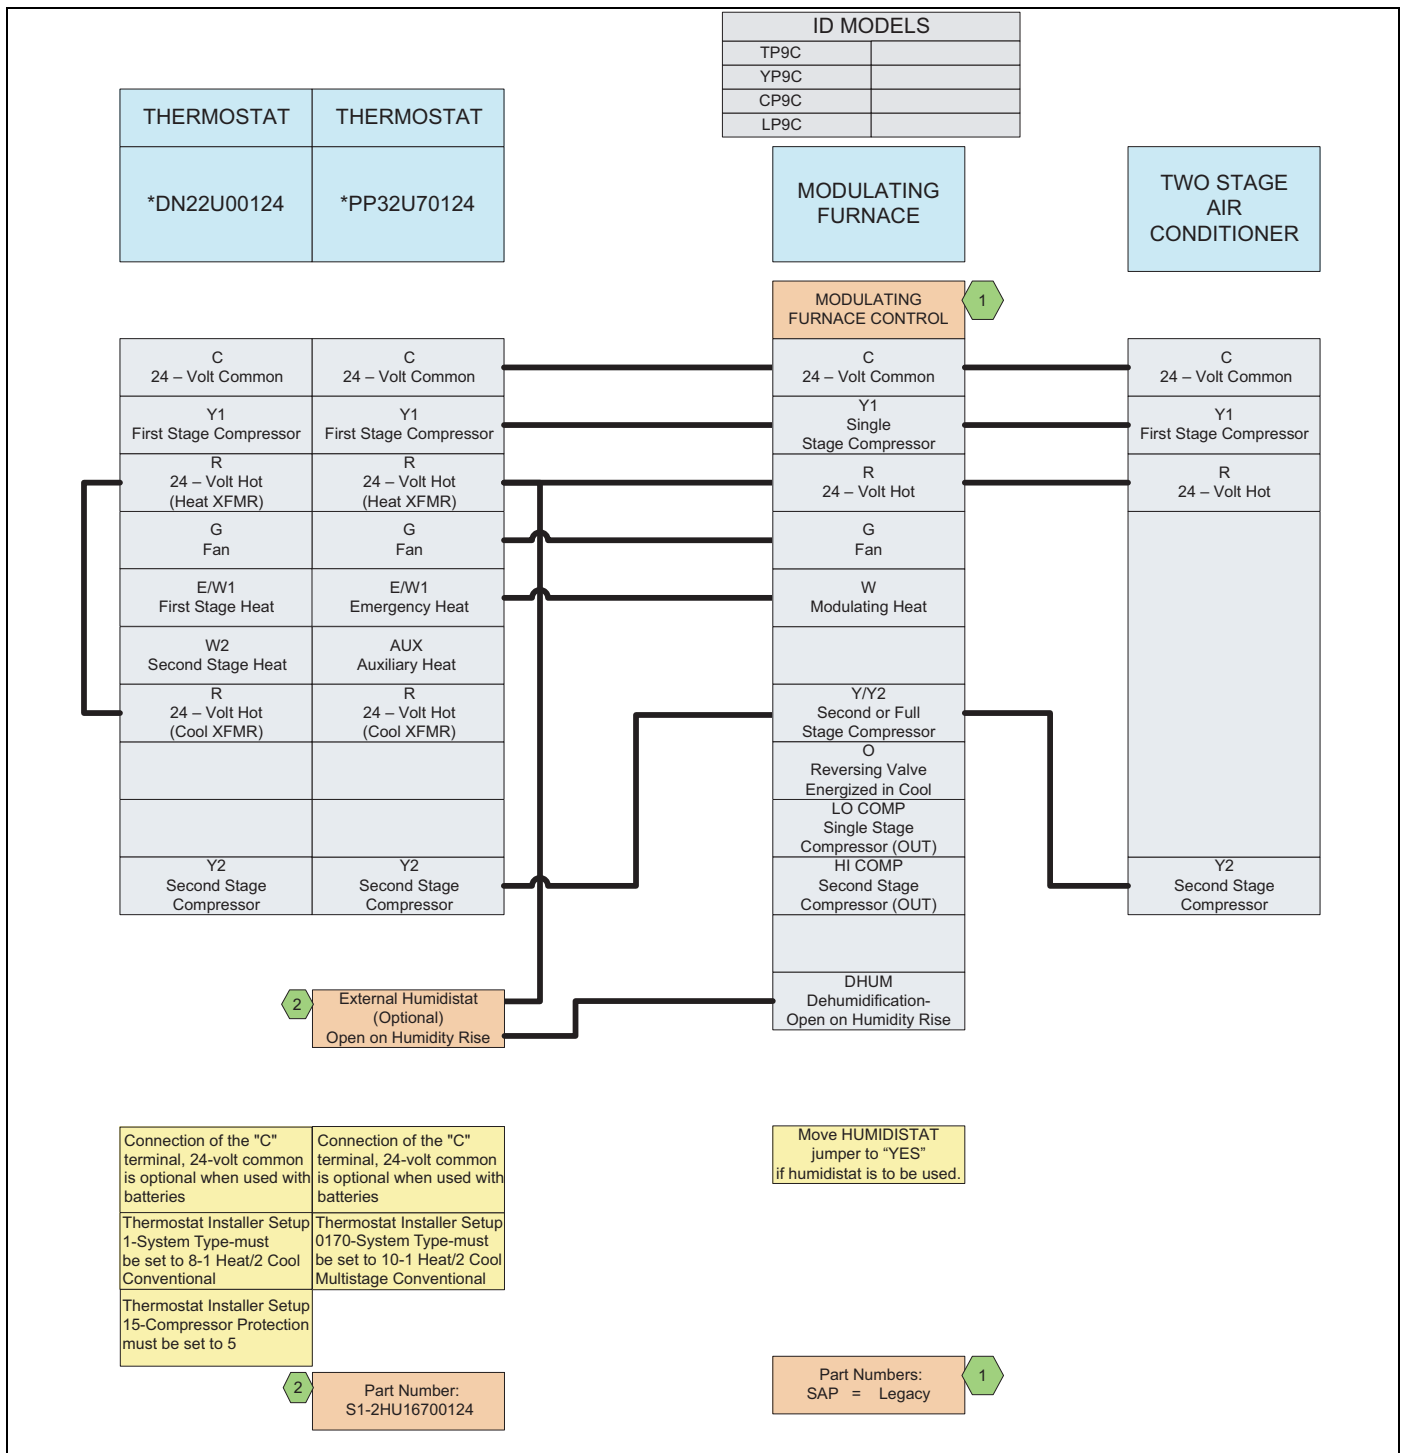 ID MODELS
TP9C
YP9C
CP9C
LP9C
THERMOSTAT
THERMOSTAT
*DN22U00124
*PP32U70124
MODULATING
FURNACE
TWO STAGE
AIR
CONDITIONER
MODULATING
FURNACE CONTROL
1
C
24 – Volt Common
C
24 – Volt Common
C
24 – Volt Common
C
24 – Volt Common
Y1
First Stage Compressor
Y1
First Stage Compressor
Y1
Single
Stage Compressor
Y1
First Stage Compressor
R
24 – Volt Hot
(Heat XFMR)
R
24 – Volt Hot
(Heat XFMR)
R
24 – Volt Hot
R
24 – Volt Hot
G
Fan
G
Fan
G
Fan
E/W1
First Stage Heat
E/W1
Emergency Heat
W
Modulating Heat
W2
Second Stage Heat
AUX
Auxiliary Heat
R
24 – Volt Hot
(Cool XFMR)
R
24 – Volt Hot
(Cool XFMR)
Y/Y2
Second or Full
Stage Compressor
O
Reversing Valve
Energized in Cool
LO COMP
Single Stage
Compressor (OUT)
Y2
Second Stage
Compressor
Y2
Second Stage
Compressor
HI COMP
Second Stage
Compressor (OUT)
Y2
Second Stage
Compressor
2
External Humidistat
(Optional)
Open on Humidity Rise
DHUM
Dehumidification-
Open on Humidity Rise
Connection of the "C"
terminal, 24-volt common
is optional when used with
batteries
Connection of the "C"
terminal, 24-volt common
is optional when used with
batteries
Move HUMIDISTAT
jumper to “YES”
if humidistat is to be used.
Thermostat Installer Setup
1-System Type-must
be set to 8-1 Heat/2 Cool
Conventional
Thermostat Installer Setup
0170-System Type-must
be set to 10-1 Heat/2 Cool
Multistage Conventional
Thermostat Installer Setup
15-Compressor Protection
must be set to 5
2
Part Number:
S1-2HU16700124
Part Numbers:
SAP = Legacy
1